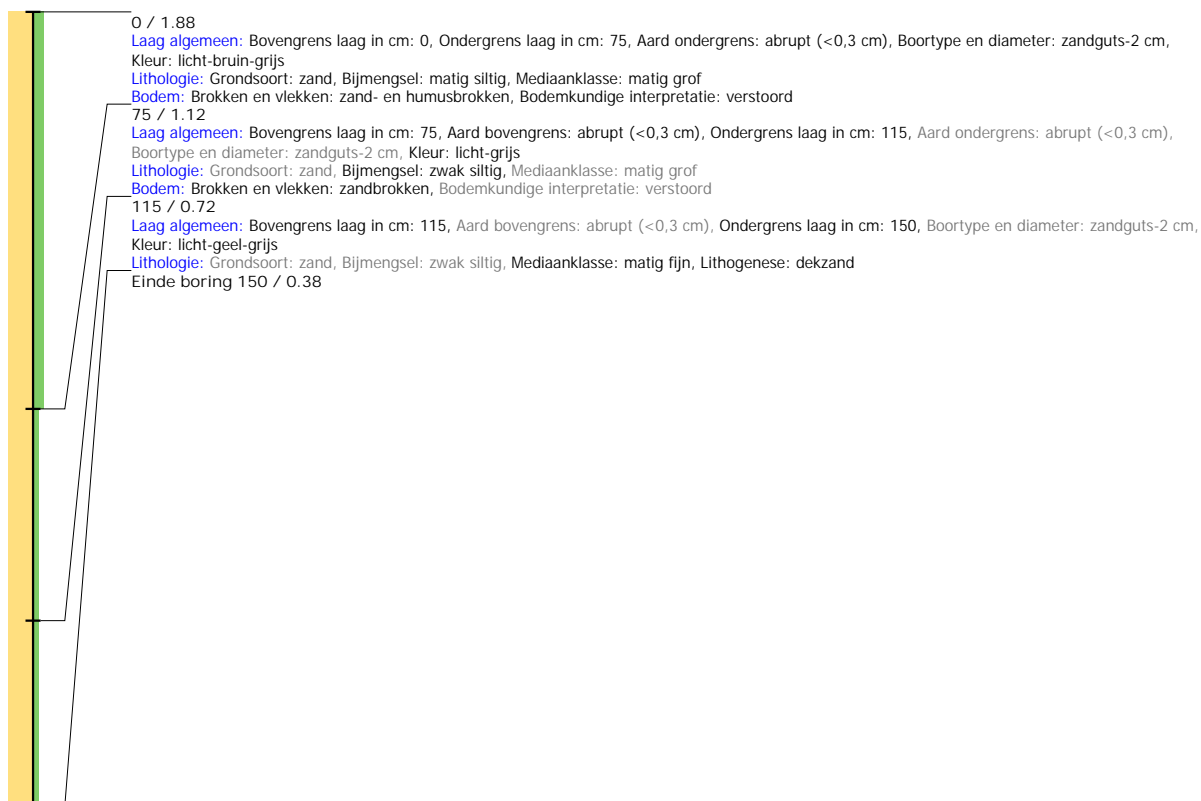 0 / 1.88
Laag algemeen: Bovengrens laag in cm: 0, Ondergrens laag in cm: 75, Aard ondergrens: abrupt (<0,3 cm), Boortype en diameter: zandguts-2 cm,
Kleur: licht-bruin-grijs
Lithologie: Grondsoort: zand, Bijmengsel: matig siltig, Mediaanklasse: matig grof
Bodem: Brokken en vlekken: zand- en humusbrokken, Bodemkundige interpretatie: verstoord
75 / 1.12
Laag algemeen: Bovengrens laag in cm: 75, Aard bovengrens: abrupt (<0,3 cm), Ondergrens laag in cm: 115, Aard ondergrens: abrupt (<0,3 cm),
Boortype en diameter: zandguts-2 cm, Kleur: licht-grijs
Lithologie: Grondsoort: zand, Bijmengsel: zwak siltig, Mediaanklasse: matig grof
Bodem: Brokken en vlekken: zandbrokken, Bodemkundige interpretatie: verstoord
115 / 0.72
Laag algemeen: Bovengrens laag in cm: 115, Aard bovengrens: abrupt (<0,3 cm), Ondergrens laag in cm: 150, Boortype en diameter: zandguts-2 cm,
Kleur: licht-geel-grijs
Lithologie: Grondsoort: zand, Bijmengsel: zwak siltig, Mediaanklasse: matig fijn, Lithogenese: dekzand
Einde boring 150 / 0.38